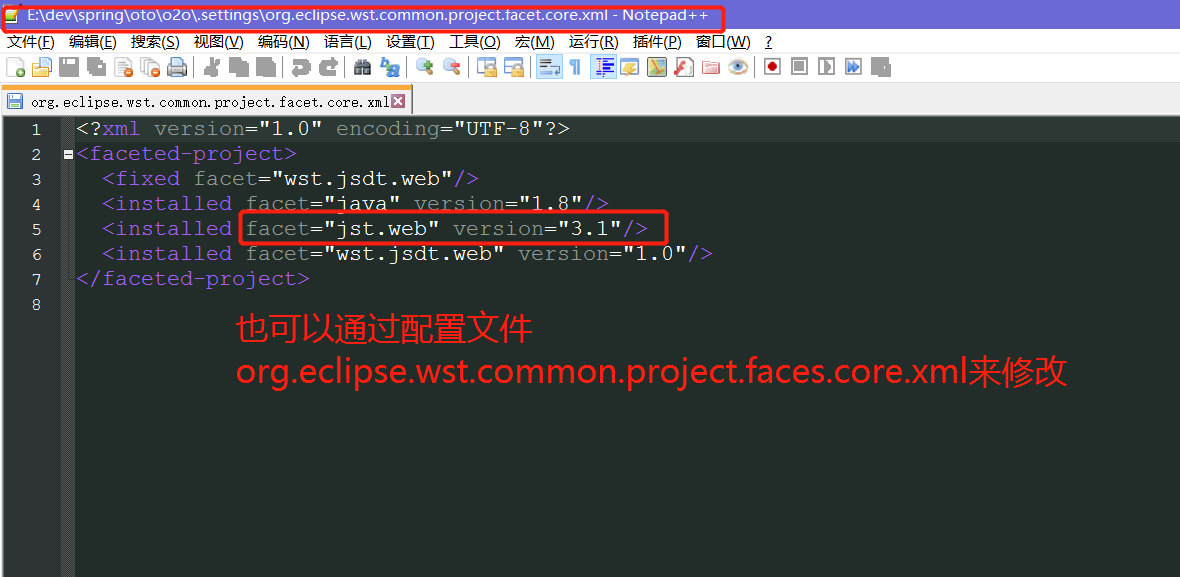 E:\dev\spring\oto\o2o\.settings\org.eclipse.wst.common.project.facet.core.xml - Notepad++
文件(F) 编辑(E) 搜索(S) 视图(V) 编码(N) 语言(L) 设置(T) 工具(O) 宏(M) 运行(R) 插件(P) 窗口(W) ?
org.eclipse.wst.common.project.facet.core.xml
1 <?xml version="1.0" encoding="UTF-8"?>
2 <faceted-project>
3 <fixed facet="wst.jsdt.web"/>
4 <installed facet="java" version="1.8"/>
5 <installed facet="jst.web" version="3.1"/>
6 <installed facet="wst.jsdt.web" version="1.0"/>
7 </faceted-project>
8
也可以通过配置文件
org.eclipse.wst.common.project.faces.core.xml来修改